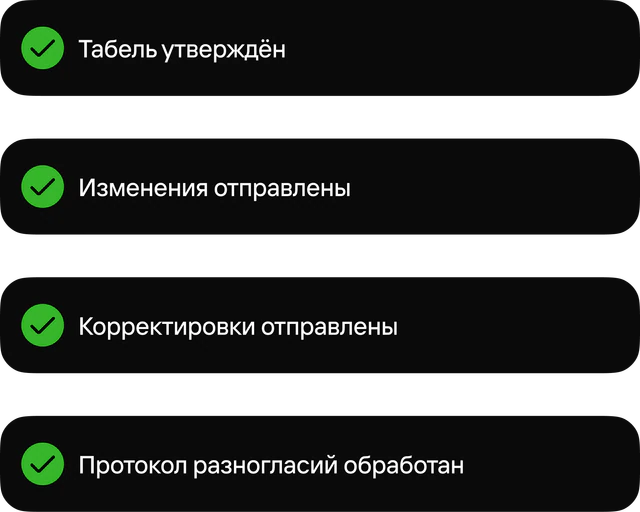 Табель утверждён
Изменения отправлены
Корректировки отправлены
Протокол разногласий обработан